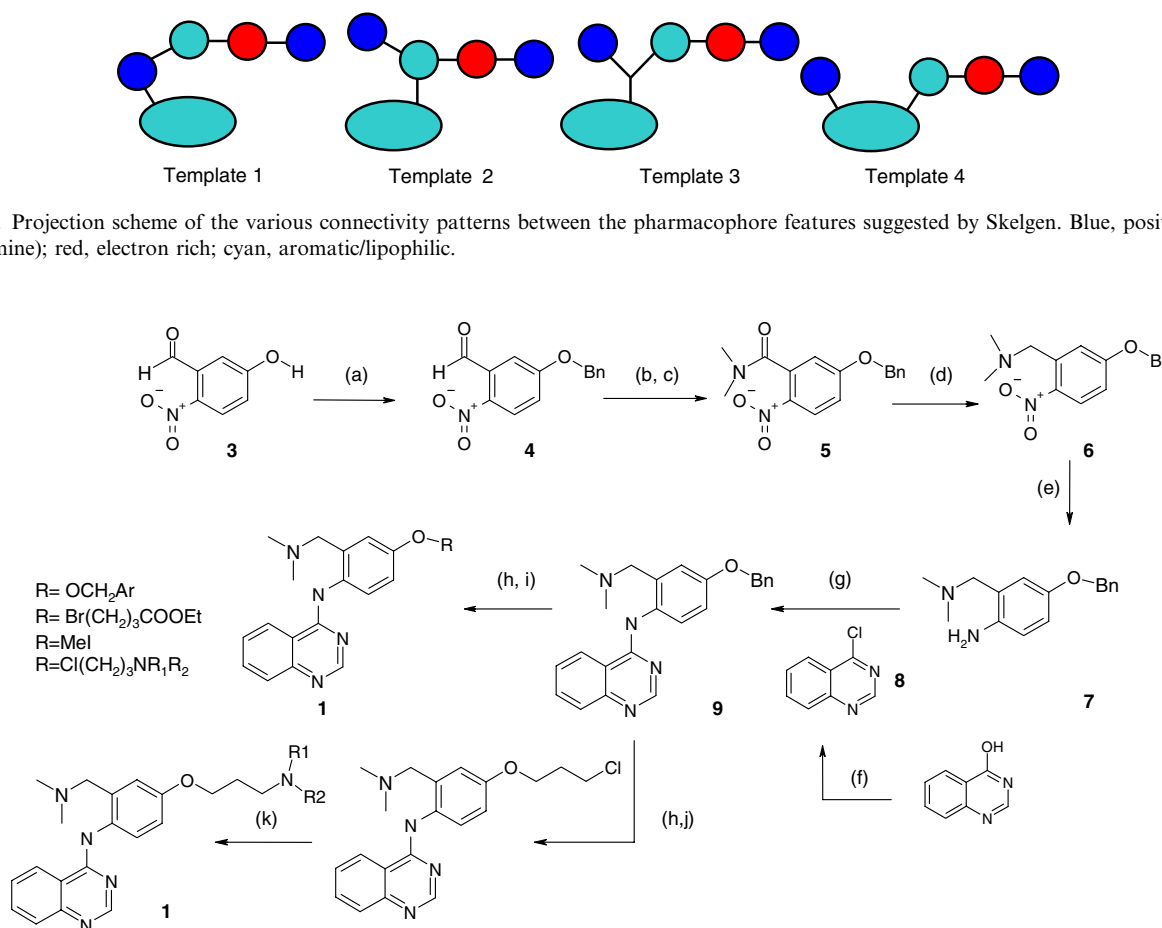 Template 1 Template 2 Template 3 Template 4
. Projection scheme of the various connectivity patterns between the pharmacophore features suggested by Skelgen. Blue, posit
mine); red, electron rich; cyan, aromatic/lipophilic.
O H O H N+ O− O 3
(a)
O H O Bn N+ O− O 4
(b, c)
O N O Bn N+ O− O 5
(d)
N O B N+ O− O 6
(e)
R= OCH2Ar
R= Br(CH2)3COOEt
R=MeI
R=Cl(CH2)3NR1R2
N O R N N N 1
(h, i)
N O Bn N N N 9
(g)
Cl N N 8
N O Bn H2N 7
(f)
OH N N
(h,j)
N O Cl N N N
(k)
N O N R1 R2 N N N 1